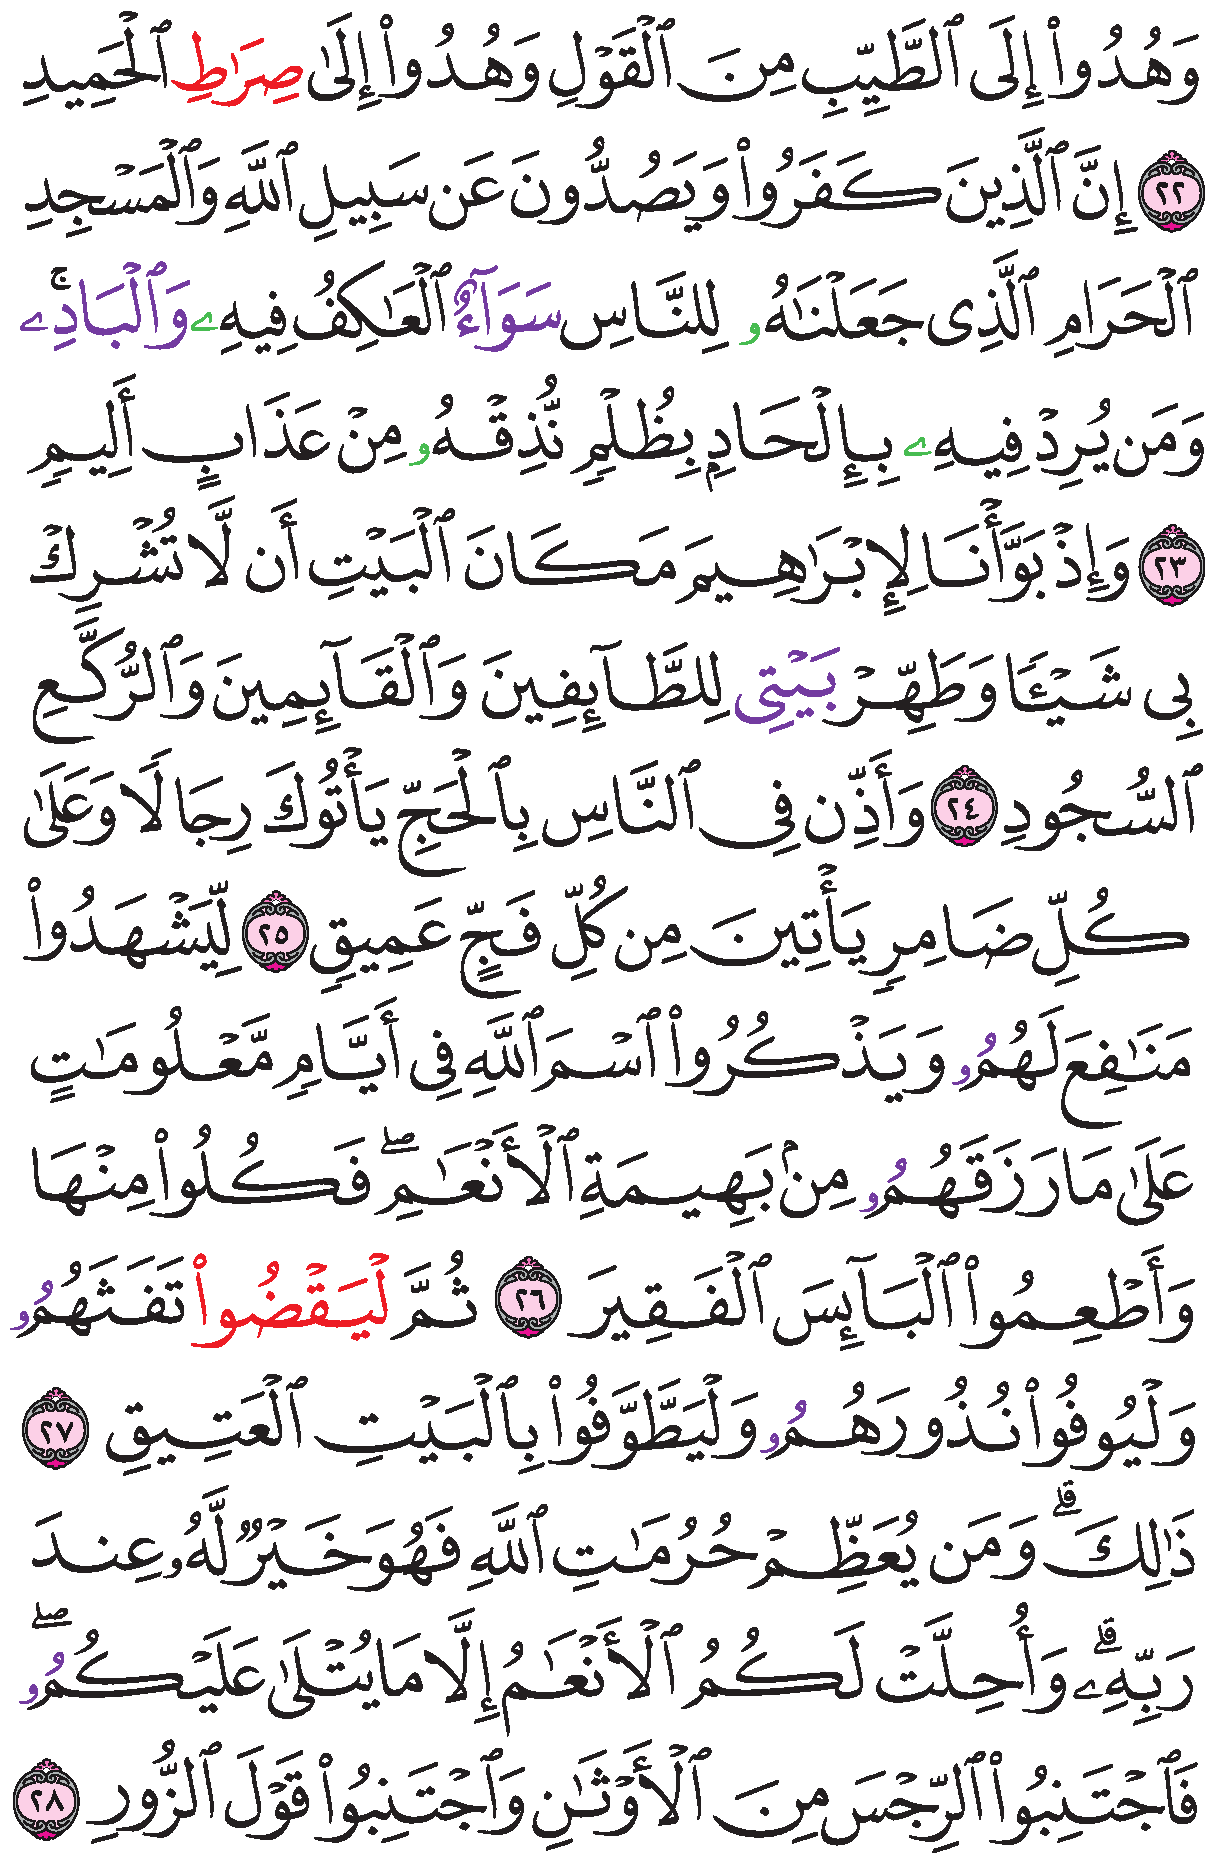 وَهُدُوٓاْ إِلَى ٱلطَّيِّبِ مِنَ ٱلۡقَوۡلِ وَهُدُوٓاْ إِلَىٰ صِرَٰطِ ٱلۡحَمِيدِ
٢٢ إِنَّ ٱلَّذِينَ كَفَرُواْ وَيَصُدُّونَ عَن سَبِيلِ ٱللَّهِ وَٱلۡمَسۡجِدِ
ٱلۡحَرَامِ ٱلَّذِى جَعَلۡنَٰهُۥ لِلنَّاسِ سَوَآءٌ ٱلۡعَٰكِفُ فِيهِۦ وَٱلۡبَادِۦۚ
وَمَن يُرِدۡ فِيهِۦ بِإِلۡحَادِۭ بِظُلۡمٖ نُّذِقۡهُۥ مِنۡ عَذَابٍ أَلِيمٖ
٢٣ وَإِذۡ بَوَّأۡنَا لِإِبۡرَٰهِيمَ مَكَانَ ٱلۡبَيۡتِ أَن لَّا تُشۡرِكۡ
بِى شَيۡـٔٗا وَطَهِّرۡ بَيۡتِى لِلطَّآئِفِينَ وَٱلۡقَآئِمِينَ وَٱلرُّكَّعِ
ٱلسُّجُودِ ٢٤ وَأَذِّن فِى ٱلنَّاسِ بِٱلۡحَجِّ يَأۡتُوكَ رِجَالٗا وَعَلَىٰ
كُلِّ ضَامِرٖ يَأۡتِينَ مِن كُلِّ فَجٍّ عَمِيقٖ ٢٥ لِّيَشۡهَدُواْ
مَنَٰفِعَ لَهُمُۥ وَيَذۡكُرُواْ ٱسۡمَ ٱللَّهِ فِىٓ أَيَّامٖ مَّعۡلُومَٰتٍ
عَلَىٰ مَا رَزَقَهُمُۥ مِنۢ بَهِيمَةِ ٱلۡأَنۡعَٰمِۖ فَكُلُواْ مِنۡهَا
وَأَطۡعِمُواْ ٱلۡبَآئِسَ ٱلۡفَقِيرَ ٢٦ ثُمَّ لۡيَقۡضُواْ تَفَثَهُمُۥ
وَلۡيُوفُواْ نُذُورَهُمُۥ وَلۡيَطَّوَّفُواْ بِٱلۡبَيۡتِ ٱلۡعَتِيقِ ٢٧
ذَٰلِكَۖ وَمَن يُعَظِّمۡ حُرُمَٰتِ ٱللَّهِ فَهُوَ خَيۡرٞ لَّهُۥ عِندَ
رَبِّهِۦۗ وَأُحِلَّتۡ لَكُمُ ٱلۡأَنۡعَٰمُ إِلَّا مَا يُتۡلَىٰ عَلَيۡكُمُۥۖ
فَٱجۡتَنِبُواْ ٱلرِّجۡسَ مِنَ ٱلۡأَوۡثَٰنِ وَٱجۡتَنِبُواْ قَوۡلَ ٱلزُّورِ ٢٨